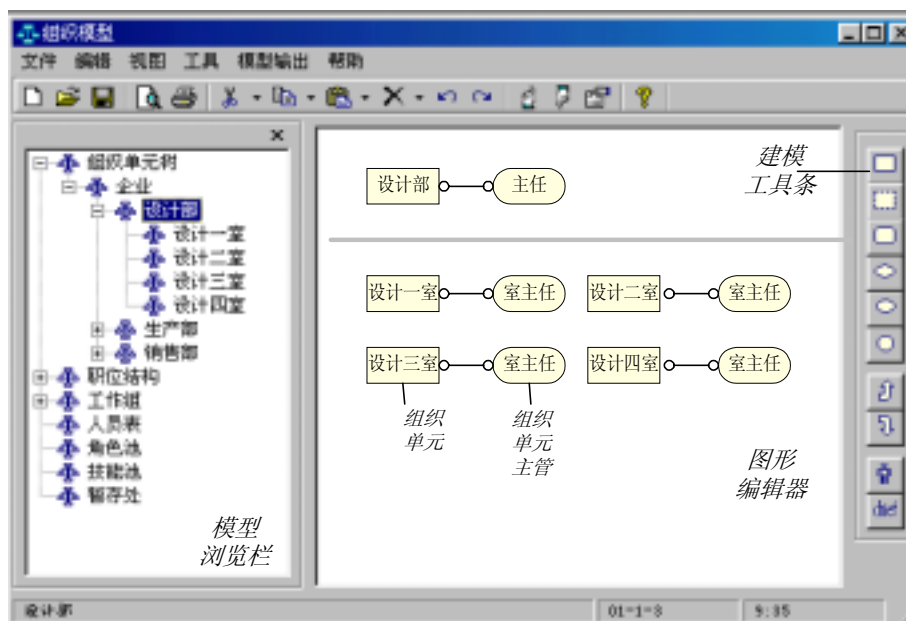 组织模型
文件 编辑 视图 工具 模型输出 帮助
组织单元树
企业
设计部
设计一室
设计二室
设计三室
设计四室
生产部
销售部
职位结构
工作组
人员表
角色池
技能池
暂存处
模型
浏览栏
设计部 主任
建模
工具条
设计一室 室主任 设计二室 室主任
设计三室 室主任 设计四室 室主任
组织
单元
组织
单元
主管
图形
编辑器
chief
设计部 01-1-3 9:35